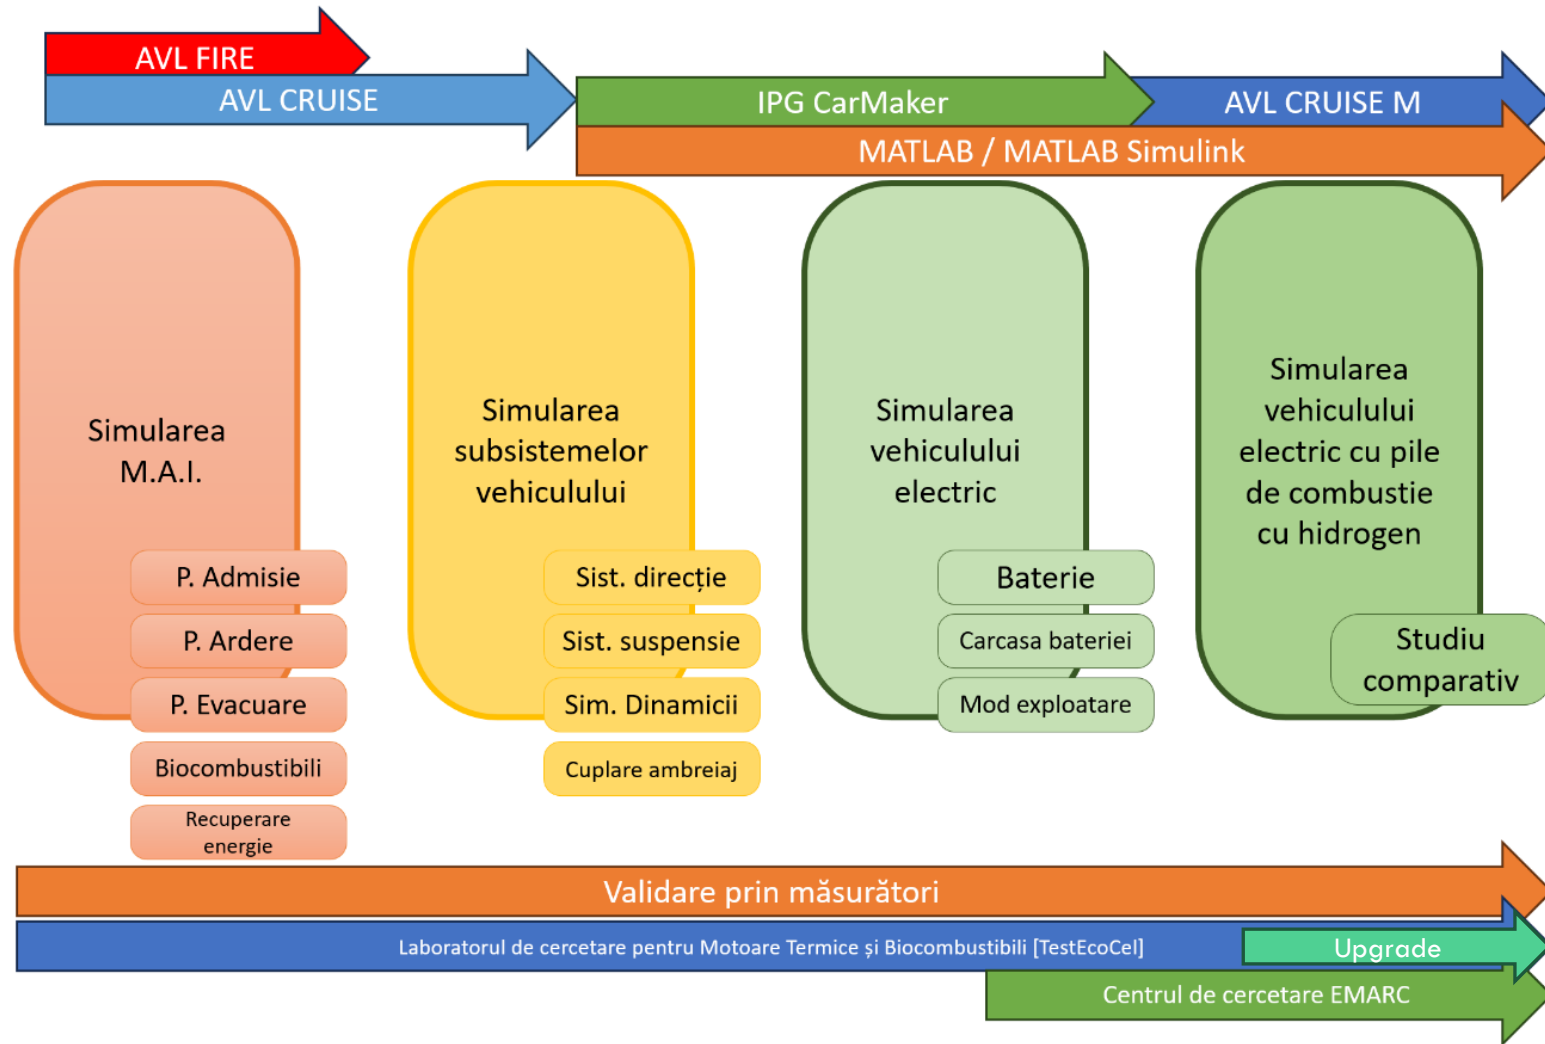 AVL FIRE
AVL CRUISE
IPG CarMaker
AVL CRUISE M
MATLAB / MATLAB Simulink
Simularea
M.A.I.
P. Admisie
P. Ardere
P. Evacuare
Biocombustibili
Recuperare
energie
Simularea
subsistemelor
vehiculului
Sist. direcție
Sist. suspensie
Sim. Dinamicii
Cuplare ambreiaj
Simularea
vehiculului
electric
Baterie
Carcasa bateriei
Mod exploatare
Simularea
vehiculului
electric cu pile
de combustie
cu hidrogen
Studiu
comparativ
Validare prin măsurători
Laboratorul de cercetare pentru Motoare Termice și Biocombustibili [TestEcoCel]
Upgrade
Centrul de cercetare EMARC